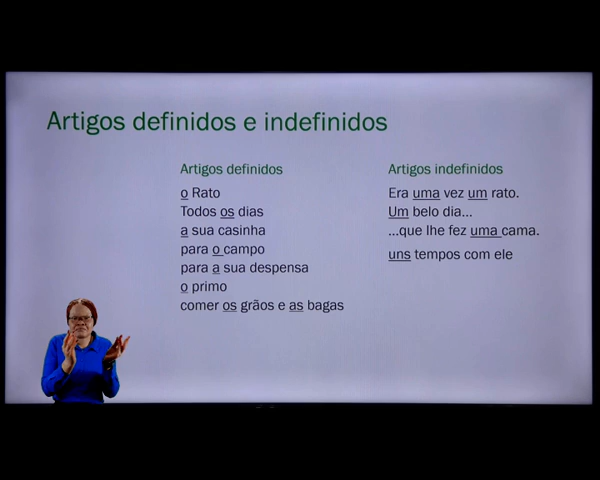 Artigos definidos e indefinidos
Artigos definidos
o Rato
Todos os dias
a sua casinha
para o campo
para a sua despensa
o primo
comer os grãos e as bagas
Artigos indefinidos
Era uma vez um rato.
Um belo dia...
...que lhe fez uma cama.
uns tempos com ele